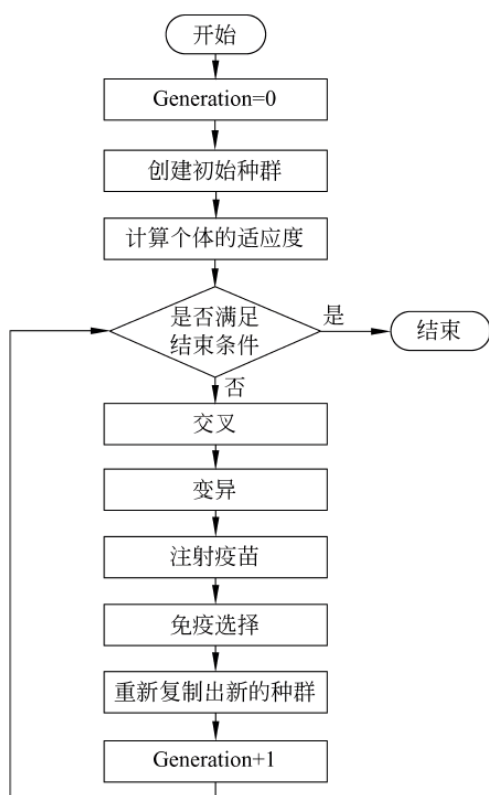 开始
Generation=0
创建初始种群
计算个体的适应度
是否满足
结束条件
是
结束
否
交叉
变异
注射疫苗
免疫选择
重新复制出新的种群
Generation+1